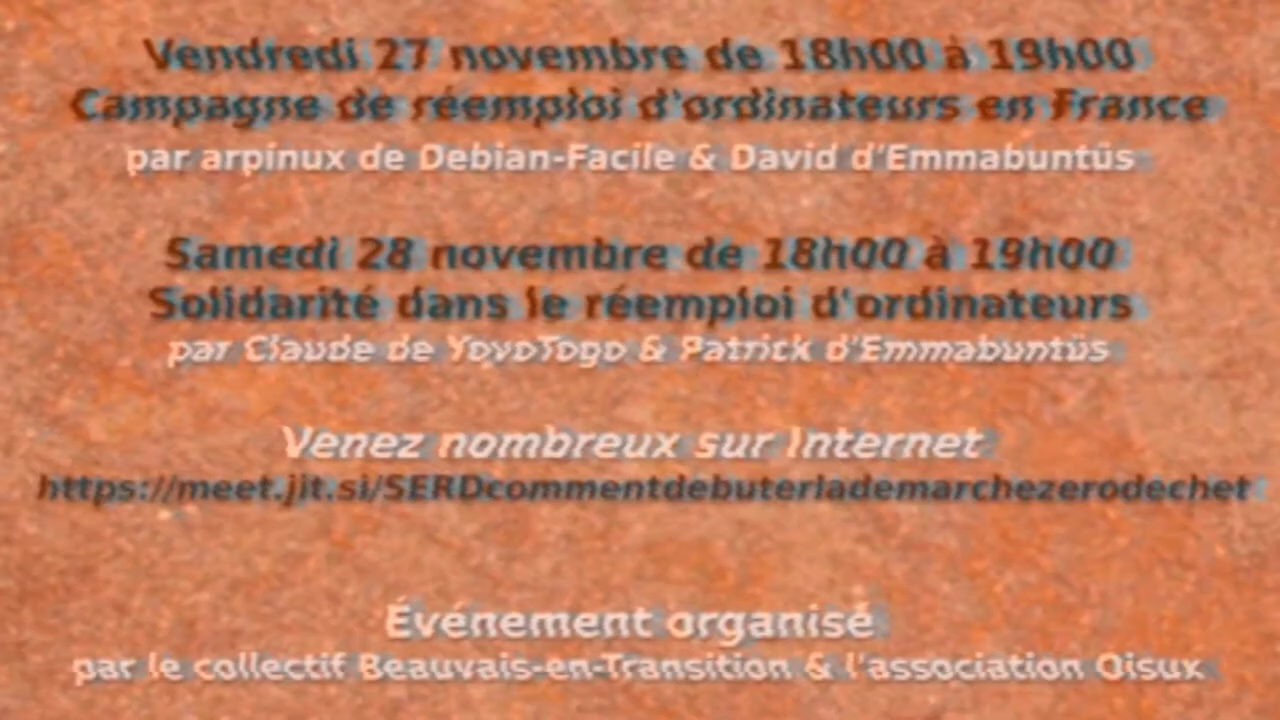 Vendredi 27 novembre de 18h00 à 19h00
Campagne de réemploi d'ordinateurs en France
par arpinux de Debian-Facile & David d'Emmabuntüs
Samedi 28 novembre de 18h00 à 19h00
Solidarité dans le réemploi d'ordinateurs
par Claude de YovoTogo & Patrick d'Emmabuntüs
Venez nombreux sur Internet
https://meet.jit.si/SERDcommentdebuterlademarchezerodechet
Événement organisé
par le collectif Beauvais-en-Transition & l'association Oisux